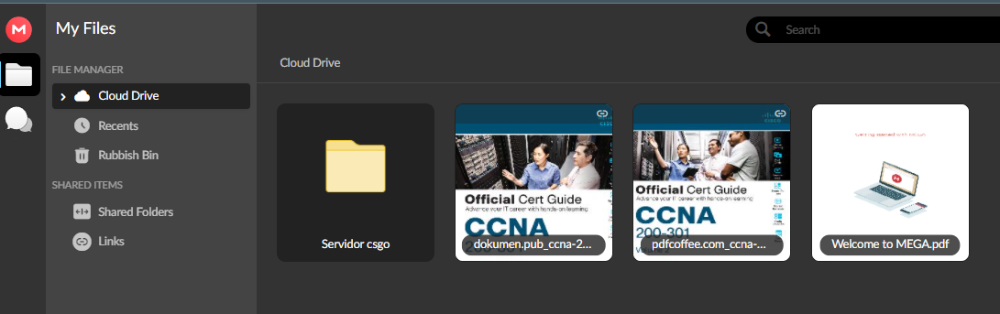 My Files
Search
FILE MANAGER
Cloud Drive
Recents
Rubbish Bin
SHARED ITEMS
Shared Folders
Links
Cloud Drive
Servidor csgo
Official Cert Guide
Advance your IT career with hands-on learning
CCNA
200-301
dokumen.pub_ccna-2...
Official Cert Guide
Advance your IT career with hands-on learning
CCNA
200-301
pdfcoffee.com_ccna-...
Welcome to MEGA.pdf